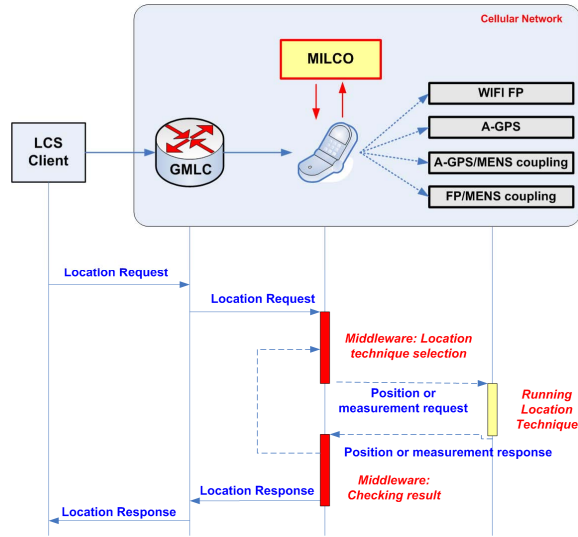 Cellular Network
MILCO
WIFI FP
A-GPS
A-GPS/MENS coupling
FP/MENS coupling
LCS
Client
GMLC
Location Request
Location Request
Middleware: Location
technique selection
Position or
measurement request
Running
Location
Technique
Position or measurement response
Middleware:
Checking result
Location Response
Location Response